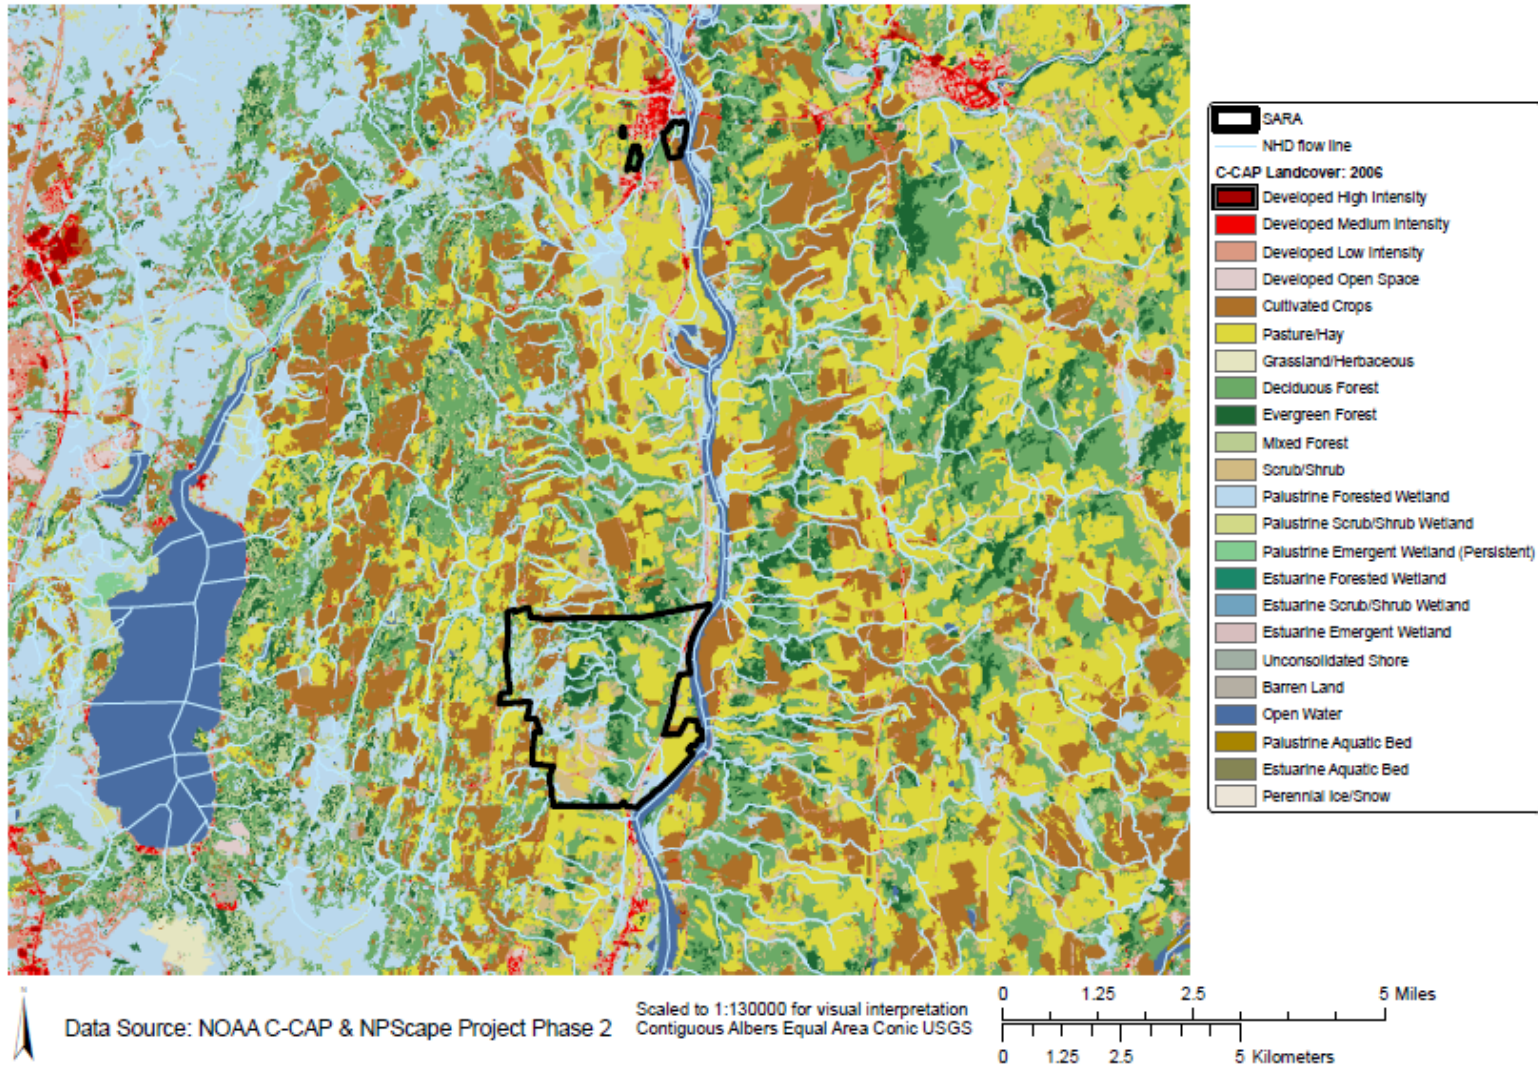 SARA
NHD flow line
C-CAP Landcover: 2006
Developed High Intensity
Developed Medium Intensity
Developed Low Intensity
Developed Open Space
Cultivated Crops
Pasture/Hay
Grassland/Herbaceous
Deciduous Forest
Evergreen Forest
Mixed Forest
Scrub/Shrub
Palustrine Forested Wetland
Palustrine Scrub/Shrub Wetland
Palustrine Emergent Wetland (Persistent)
Estuarine Forested Wetland
Estuarine Scrub/Shrub Wetland
Estuarine Emergent Wetland
Unconsolidated Shore
Barren Land
Open Water
Palustrine Aquatic Bed
Estuarine Aquatic Bed
Perennial Ice/Snow
N
Data Source: NOAA C-CAP & NPScape Project Phase 2
Scaled to 1:130000 for visual interpretation
Contiguous Albers Equal Area Conic USGS
0 1.25 2.5 5 Miles
0 1.25 2.5 5 Kilometers